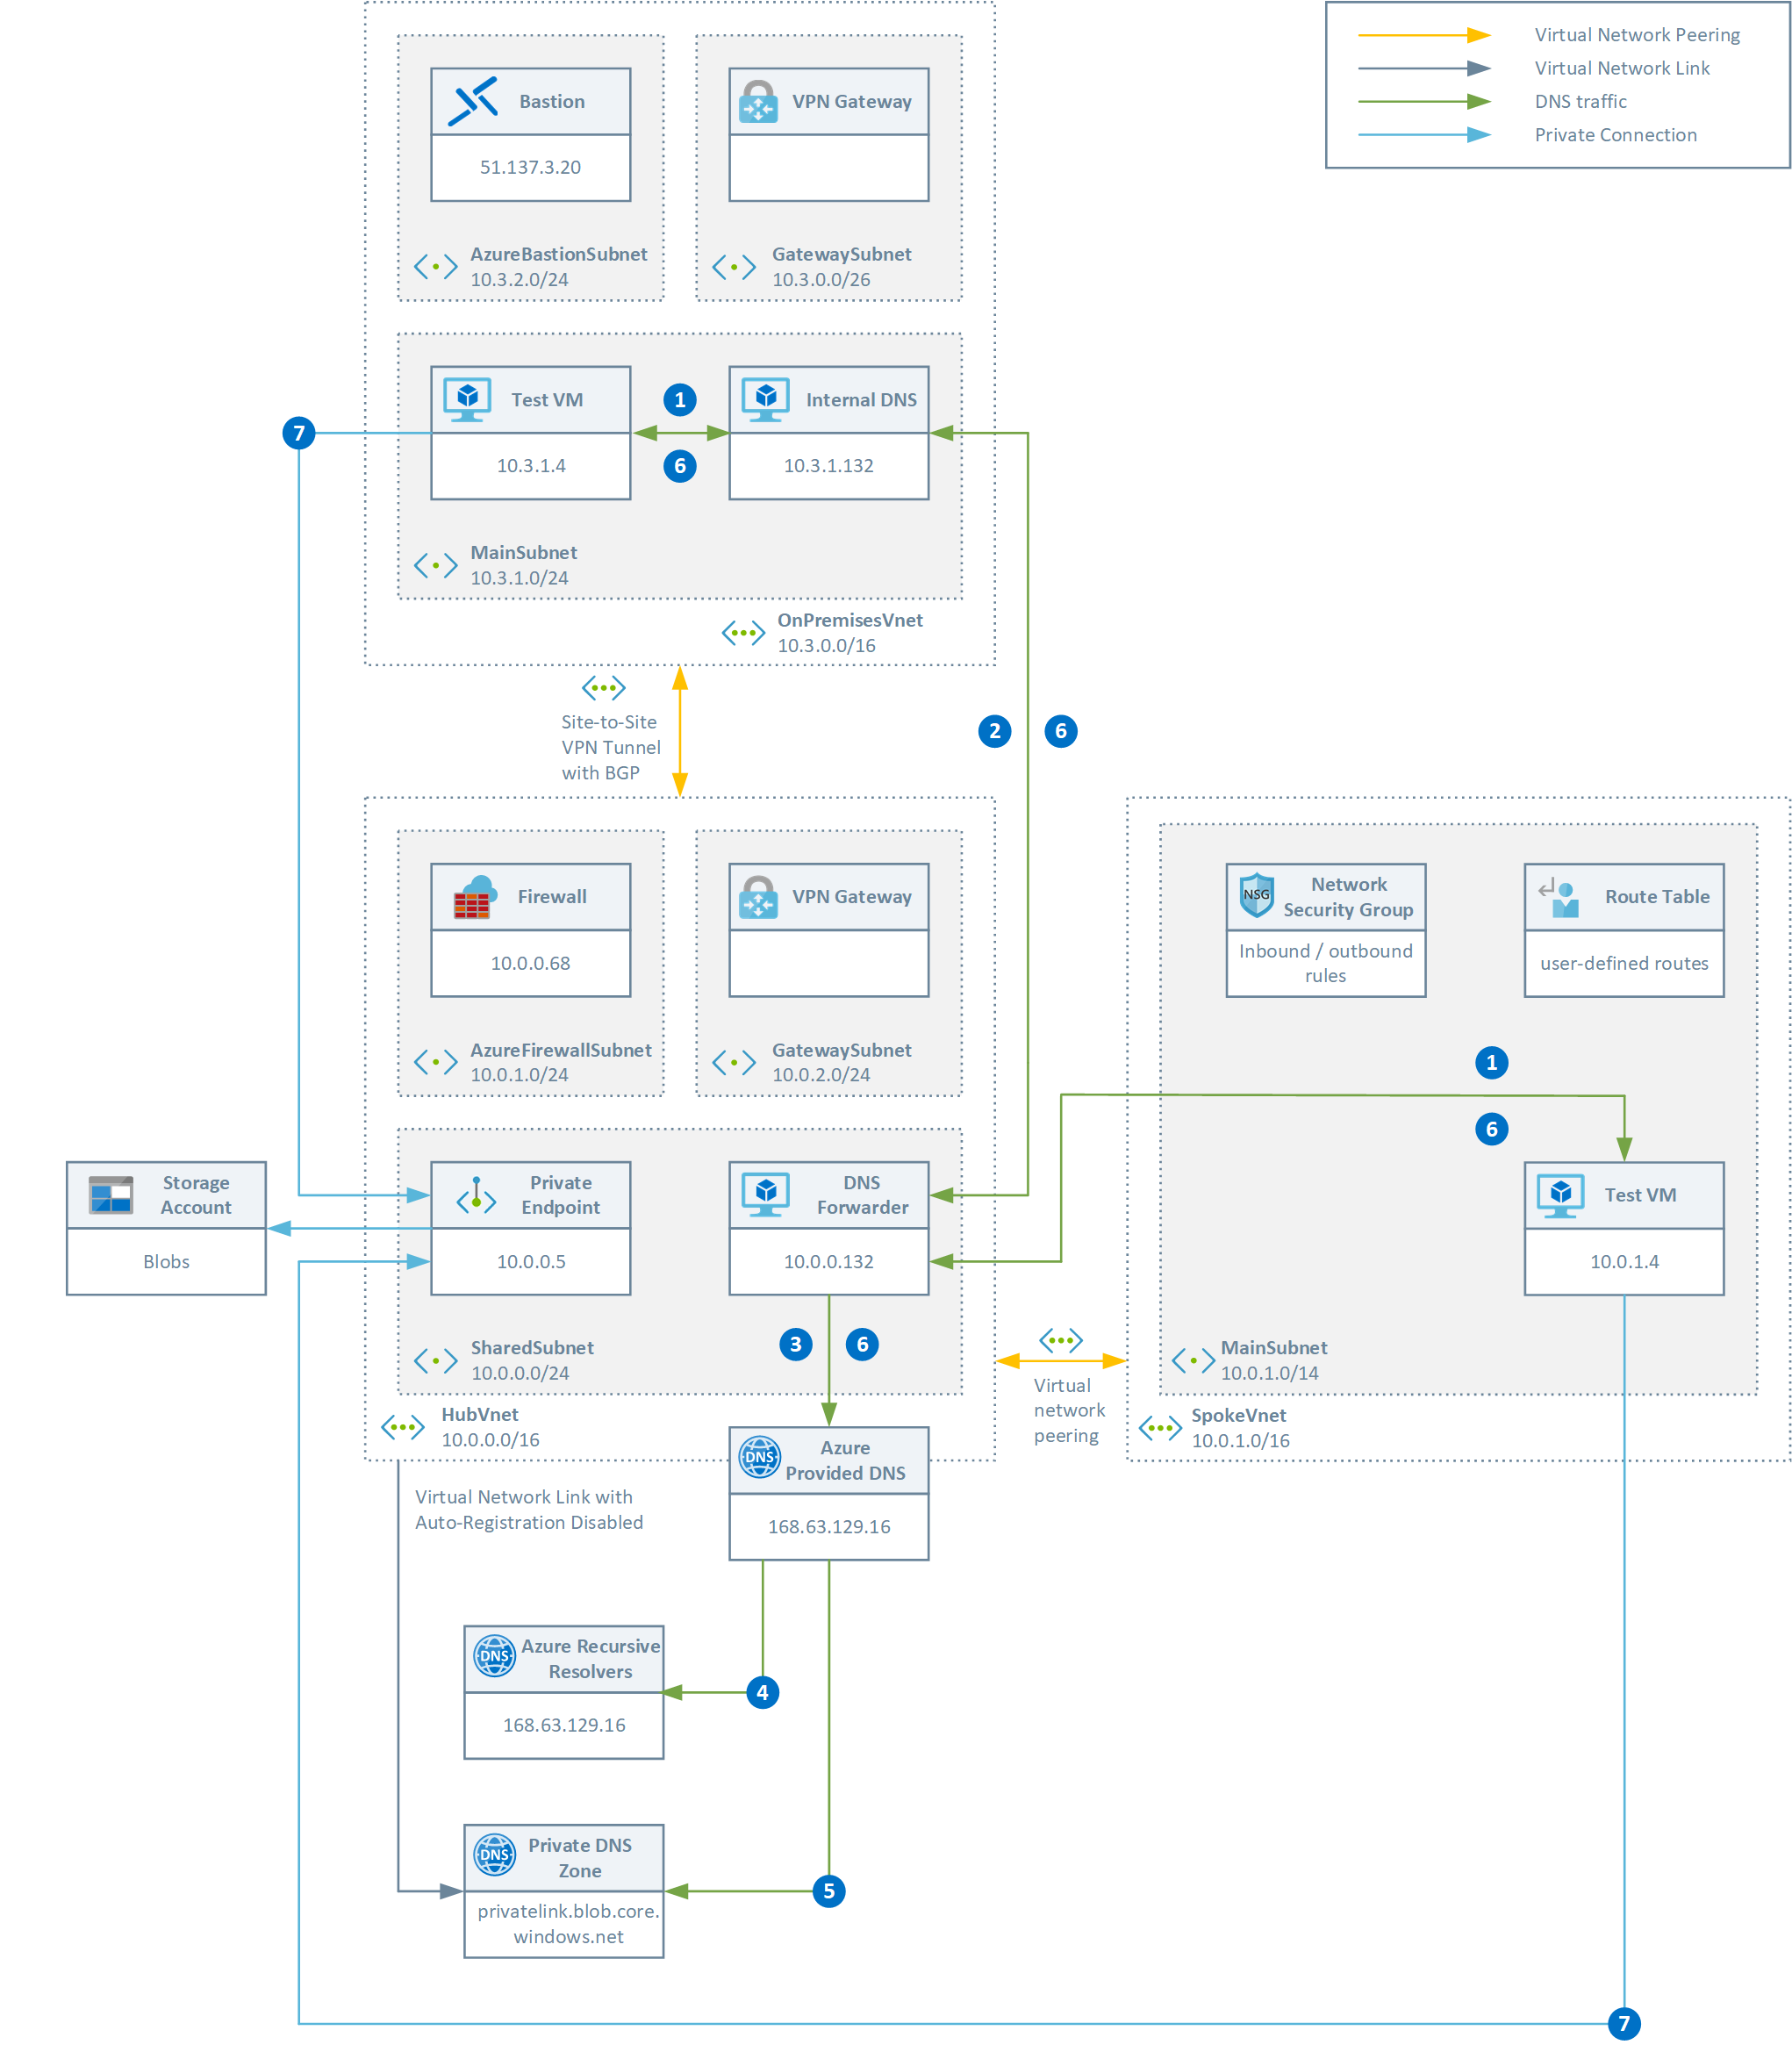 Virtual Network Peering
Virtual Network Link
DNS traffic
Private Connection
Bastion
51.137.3.20
AzureBastionSubnet
10.3.2.0/24
VPN Gateway
GatewaySubnet
10.3.0.0/26
Test VM
10.3.1.4
1
6
Internal DNS
10.3.1.132
7
MainSubnet
10.3.1.0/24
OnPremisesVnet
10.3.0.0/16
Site-to-Site
VPN Tunnel
with BGP
2
6
Firewall
10.0.0.68
AzureFirewallSubnet
10.0.1.0/24
VPN Gateway
GatewaySubnet
10.0.2.0/24
Network
Security Group
NSG
Inbound / outbound
rules
Route Table
user-defined routes
1
6
Storage
Account
Blobs
Private
Endpoint
10.0.0.5
DNS
Forwarder
10.0.0.132
Test VM
10.0.1.4
3
6
SharedSubnet
10.0.0.0/24
HubVnet
10.0.0.0/16
Virtual
network
peering
MainSubnet
10.0.1.0/14
SpokeVnet
10.0.1.0/16
DNS
Azure
Provided DNS
168.63.129.16
Virtual Network Link with
Auto-Registration Disabled
DNS
Azure Recursive
Resolvers
168.63.129.16
4
DNS
Private DNS
Zone
privatelink.blob.core.
windows.net
5
7